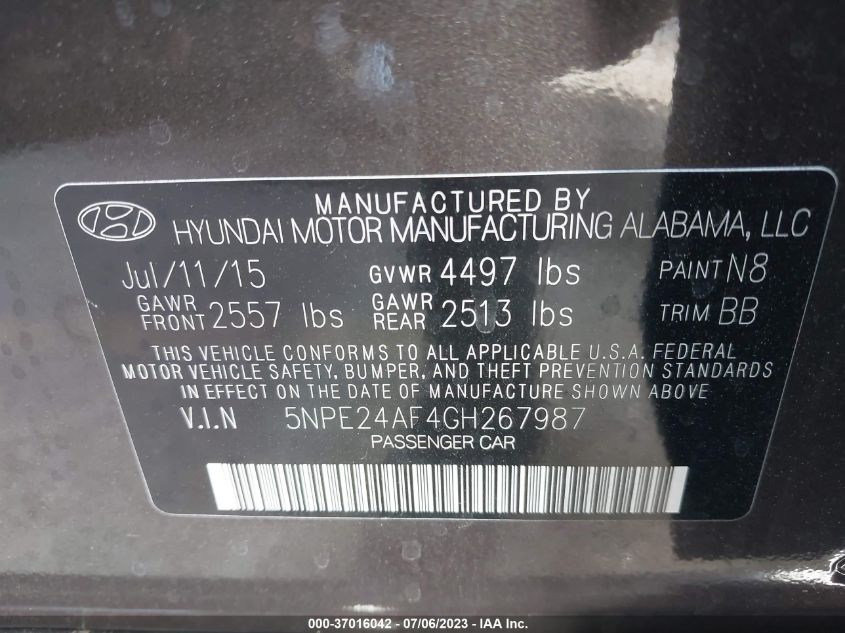 MANUFACTURED BY
HYUNDAI MOTOR MANUFACTURING ALABAMA, LLC
Jul/11/15 GVWR 4497 lbs PAINT N8
GAWR FRONT 2557 lbs GAWR REAR 2513 lbs TRIM BB
THIS VEHICLE CONFORMS TO ALL APPLICABLE U.S.A. FEDERAL
MOTOR VEHICLE SAFETY, BUMPER, AND THEFT PREVENTION STANDARDS
IN EFFECT ON THE DATE OF MANUFACTURE SHOWN ABOVE
V.I.N 5NPE24AF4GH267987
PASSENGER CAR
000-37016042 - 07/06/2023 - IAA Inc.